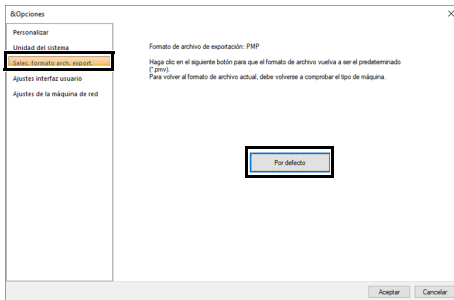 &Opciones
Personalizar
Unidad del sistema
Selec. formato arch. export.
Ajustes interfaz usuario
Ajustes de la máquina de red
Formato de archivo de exportación: PMP
Haga clic en el siguiente botón para que el formato de archivo vuelva a ser el predeterminado
(*.pmv).
Para volver al formato de archivo actual, debe volverse a comprobar el tipo de máquina.
Por defecto
Aceptar
Cancelar